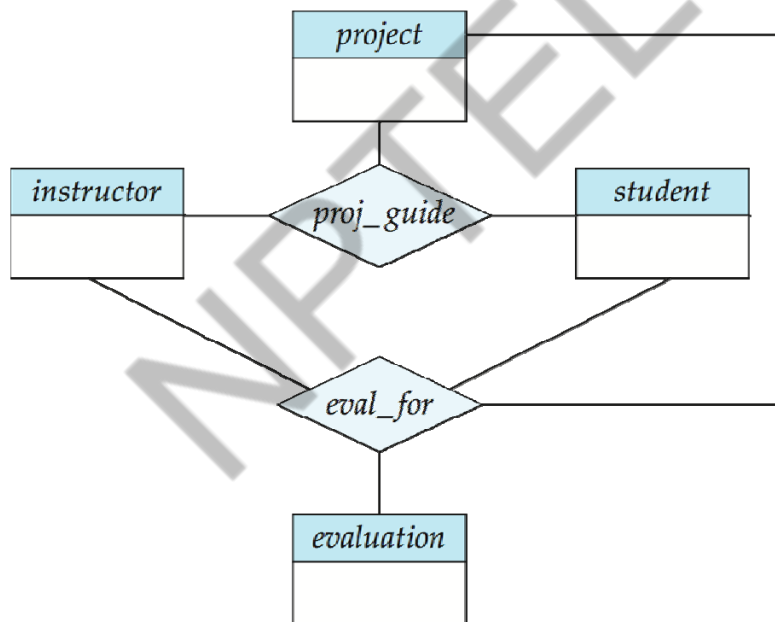 project
instructor
proj_guide
student
eval_for
evaluation
NPTEL